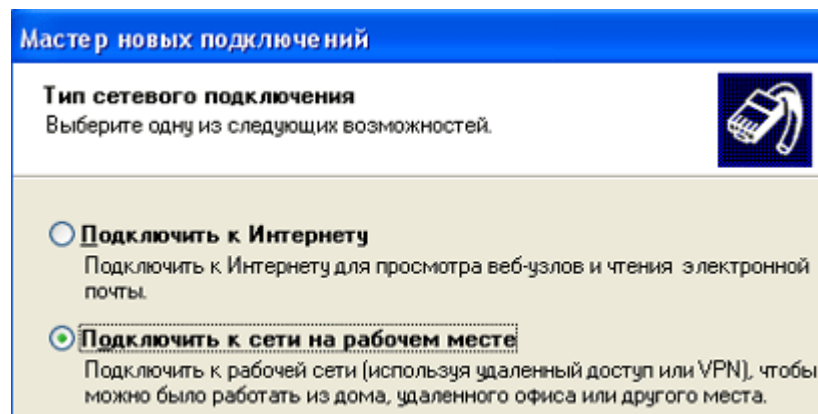 Мастер новых подключений
Тип сетевого подключения
Выберите одну из следующих возможностей.
Подключить к Интернету
Подключить к Интернету для просмотра веб-узлов и чтения электронной
почты.
Подключить к сети на рабочем месте
Подключить к рабочей сети (используя удаленный доступ или VPN), чтобы
можно было работать из дома, удаленного офиса или другого места.